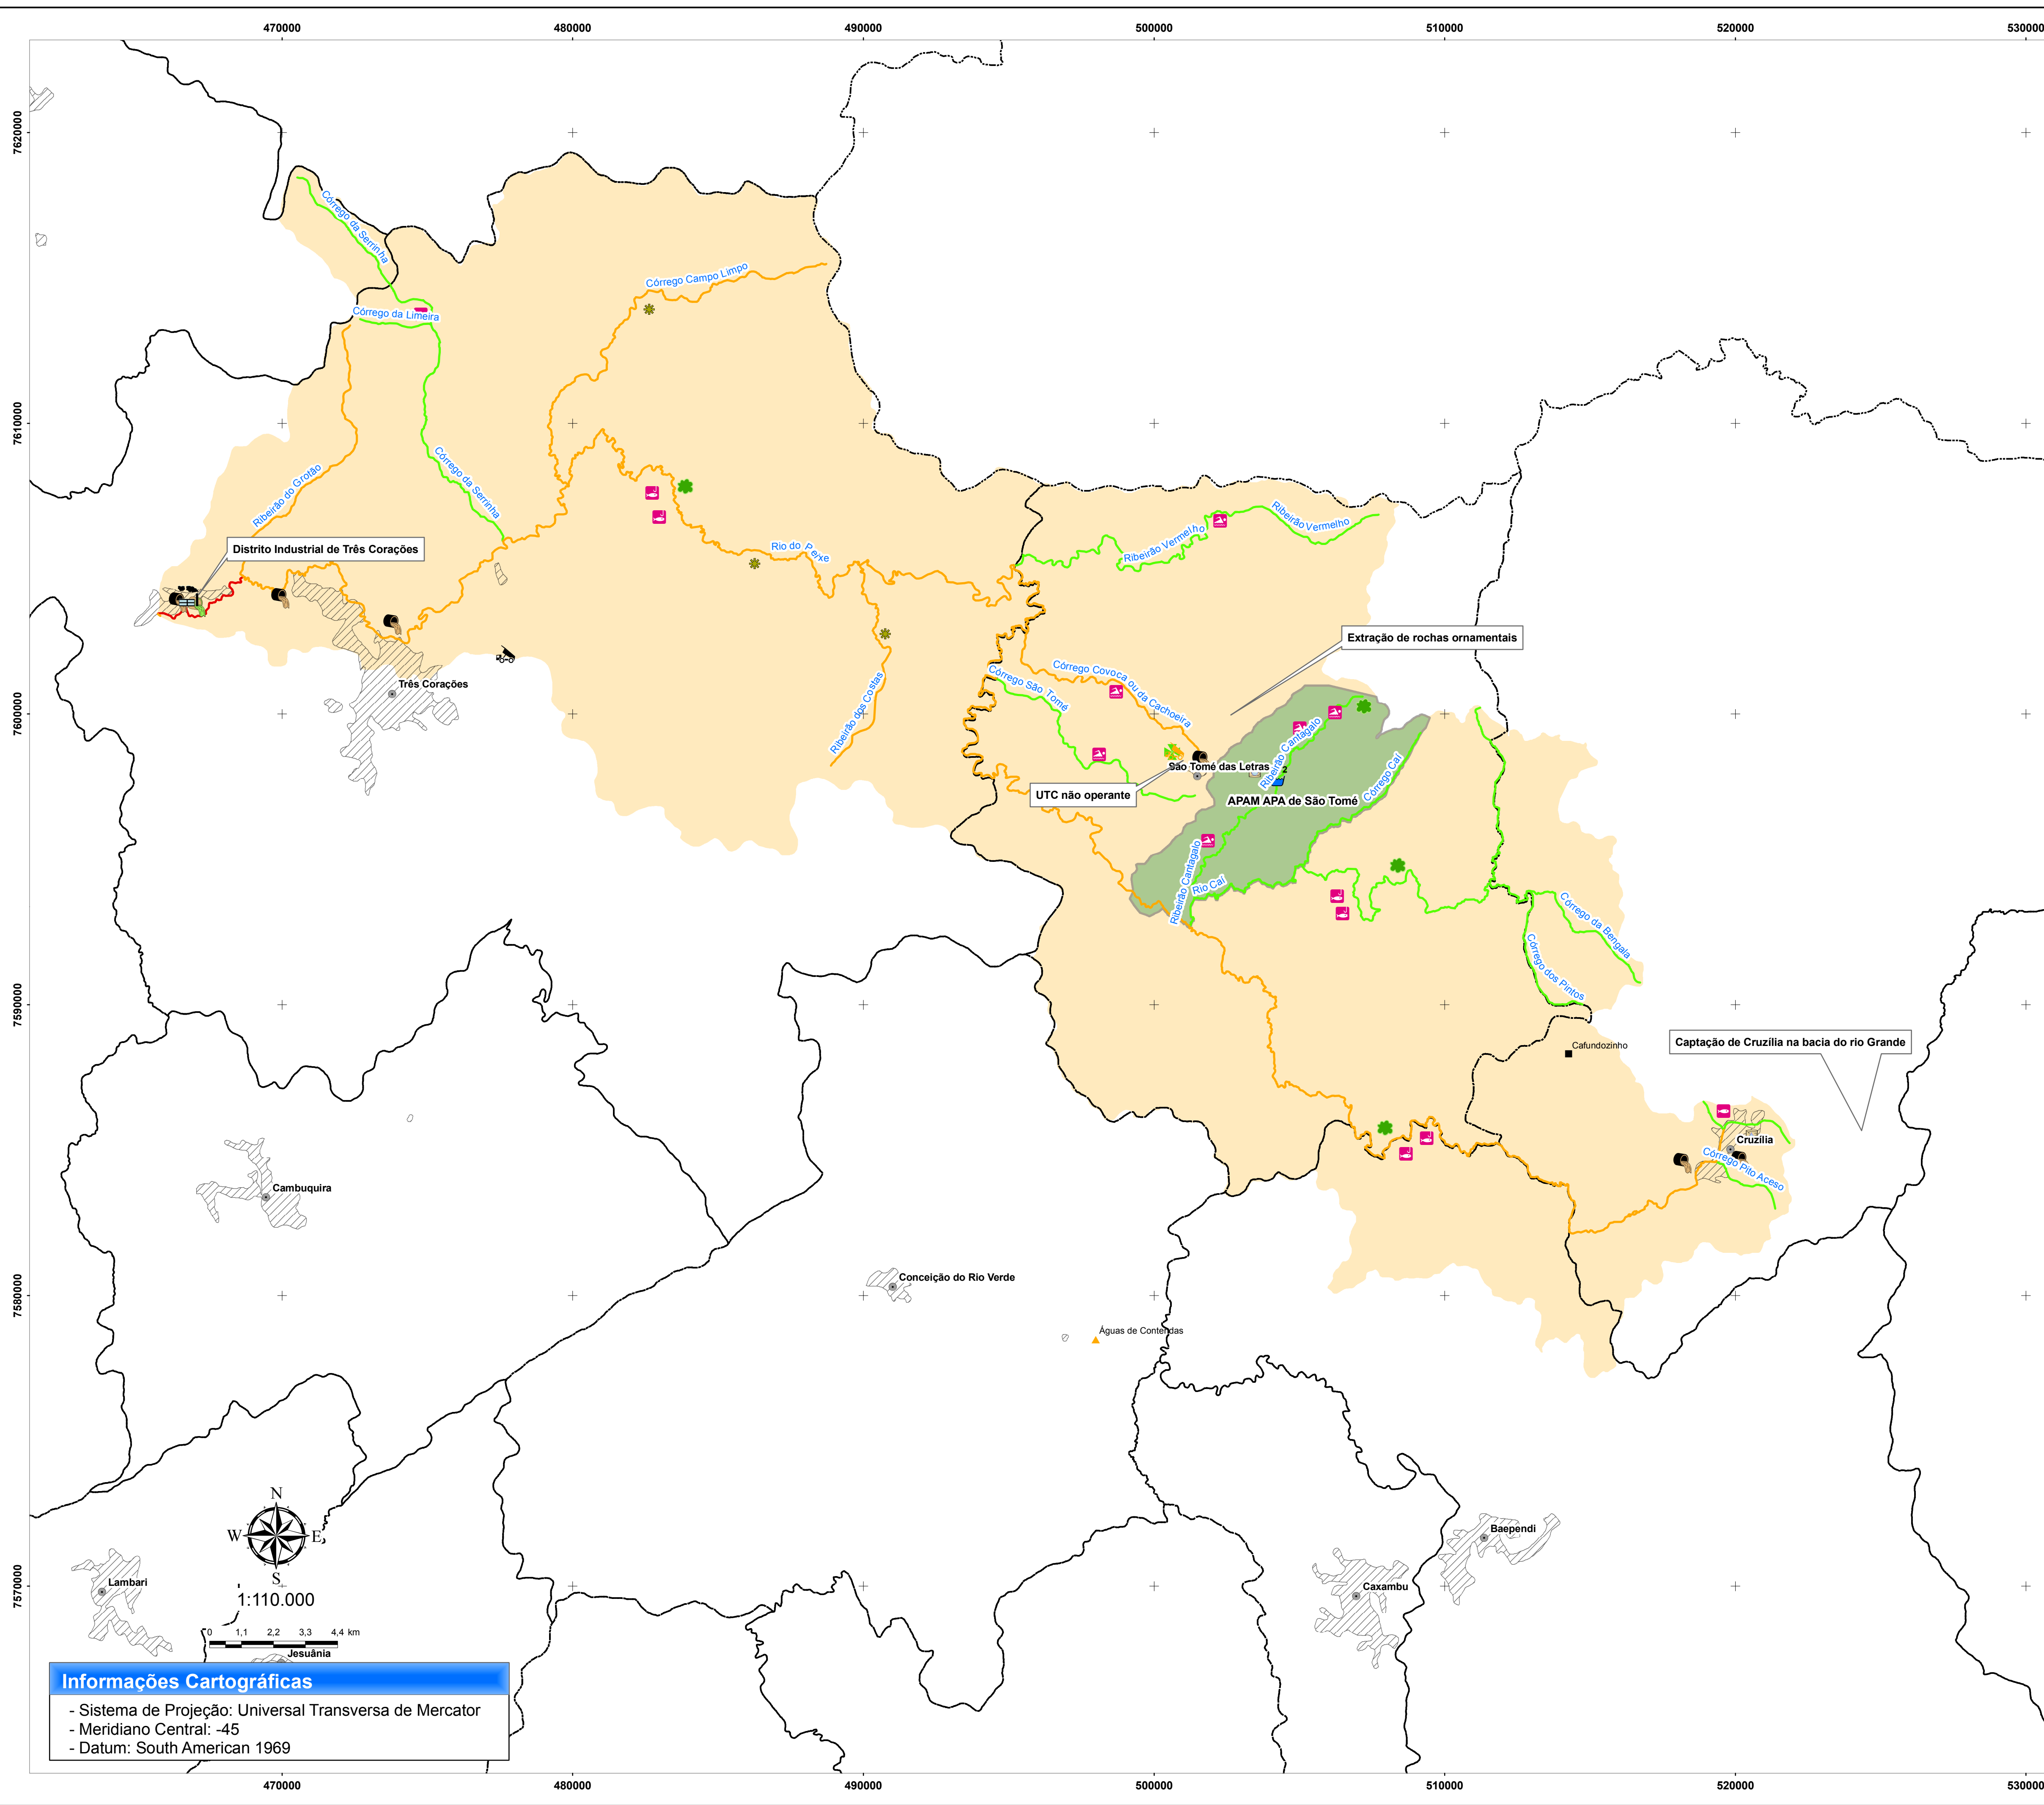 470000 480000 490000 500000 510000 520000 530000
7620000
7610000
7600000
7590000
7580000
7570000
Córrego da Serrinha
Córrego Campo Limpo
Córrego da Limeira
Córrego da Serrinha
Ribeirão do Grotão
Rio do Peixe
Ribeirão Vermelho
Ribeirão Vermelho
Distrito Industrial de Três Corações
Extração de rochas ornamentais
Córrego Covoca ou da Cachoeira
Córrego São Tomé
Três Corações
Ribeirão dos Costas
Ribeirão Cantagalo
São Tomé das Letras
2
Córrego Caí
UTC não operante
APAM APA de São Tomé
Ribeirão Cantagalo
Rio Caí
Córrego da Bengala
Córrego dos Pintos
Captação de Cruzília na bacia do rio Grande
Cafundozinho
Cruzília
Córrego Pito Aceso
Cambuquira
Conceição do Rio Verde
Águas de Contendas
Baependi
Caxambu
Lambari
N
W E
S
1:110.000
0 1,1 2,2 3,3 4,4 km
Jesuânia
Informações Cartográficas
- Sistema de Projeção: Universal Transversa de Mercator
- Meridiano Central: -45
- Datum: South American 1969
470000 480000 490000 500000 510000 520000 530000